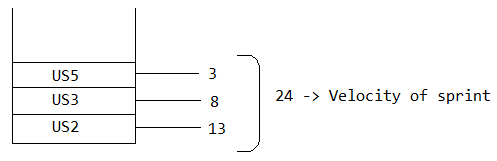 US5 3
US3 8
24 -> Velocity of sprint
US2 13